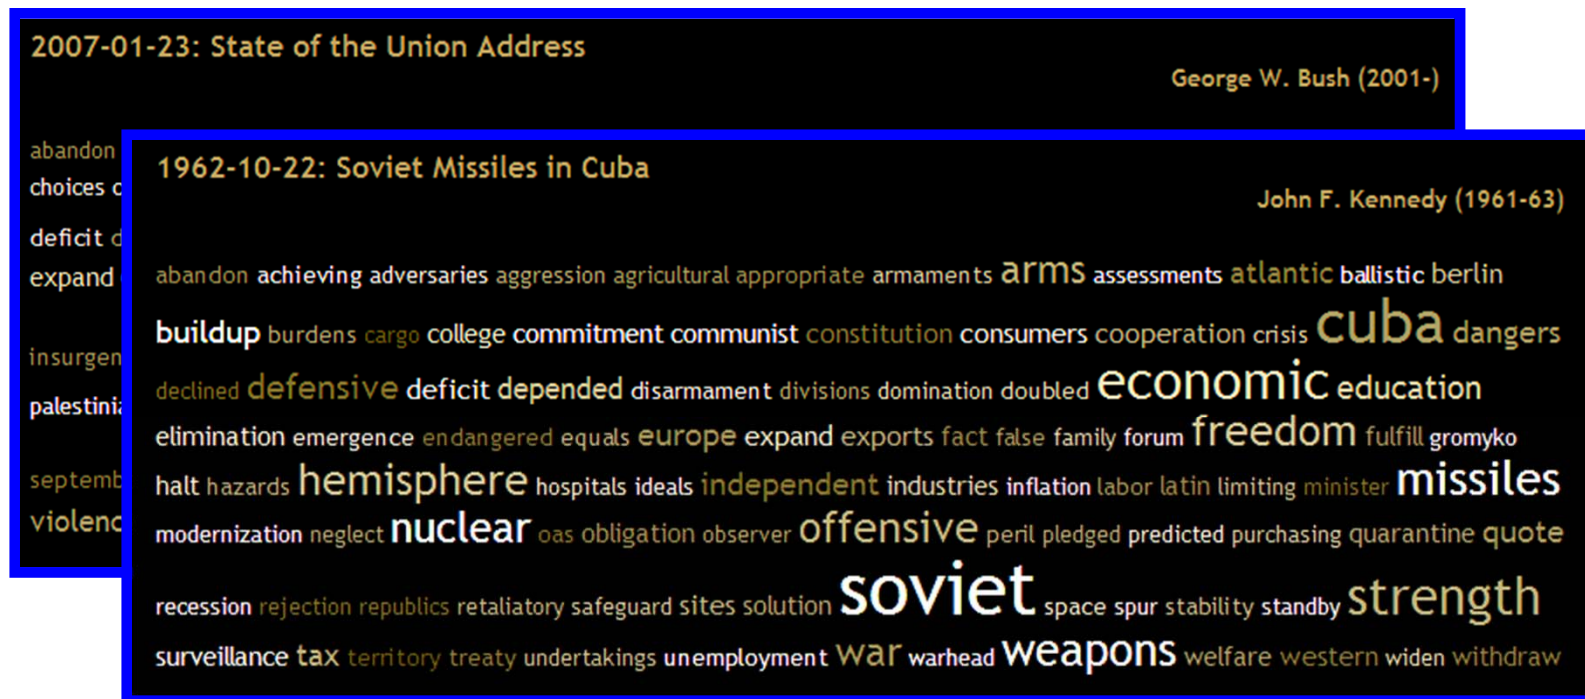 2007-01-23: State of the Union Address
George W. Bush (2001-)
abandon
choices
deficit
expand
1962-10-22: Soviet Missiles in Cuba
John F. Kennedy (1961-63)
abandon achieving adversaries aggression agricultural appropriate armaments arms assessments atlantic ballistic berlin
buildup burdens cargo college commitment communist constitution consumers cooperation crisis cuba dangers
declined defensive deficit depended disarmament divisions domination doubled economic education
elimination emergence endangered equals europe expand exports fact false family forum freedom fulfill gromyko
halt hazards hemisphere hospitals ideals independent industries inflation labor latin limiting minister missiles
modernization neglect nuclear oas obligation observer offensive peril pledged predicted purchasing quarantine quote
recession rejection republics retaliatory safeguard sites solution soviet space spur stability standby strength
surveillance tax territory treaty undertakings unemployment war warhead weapons welfare western widen withdraw